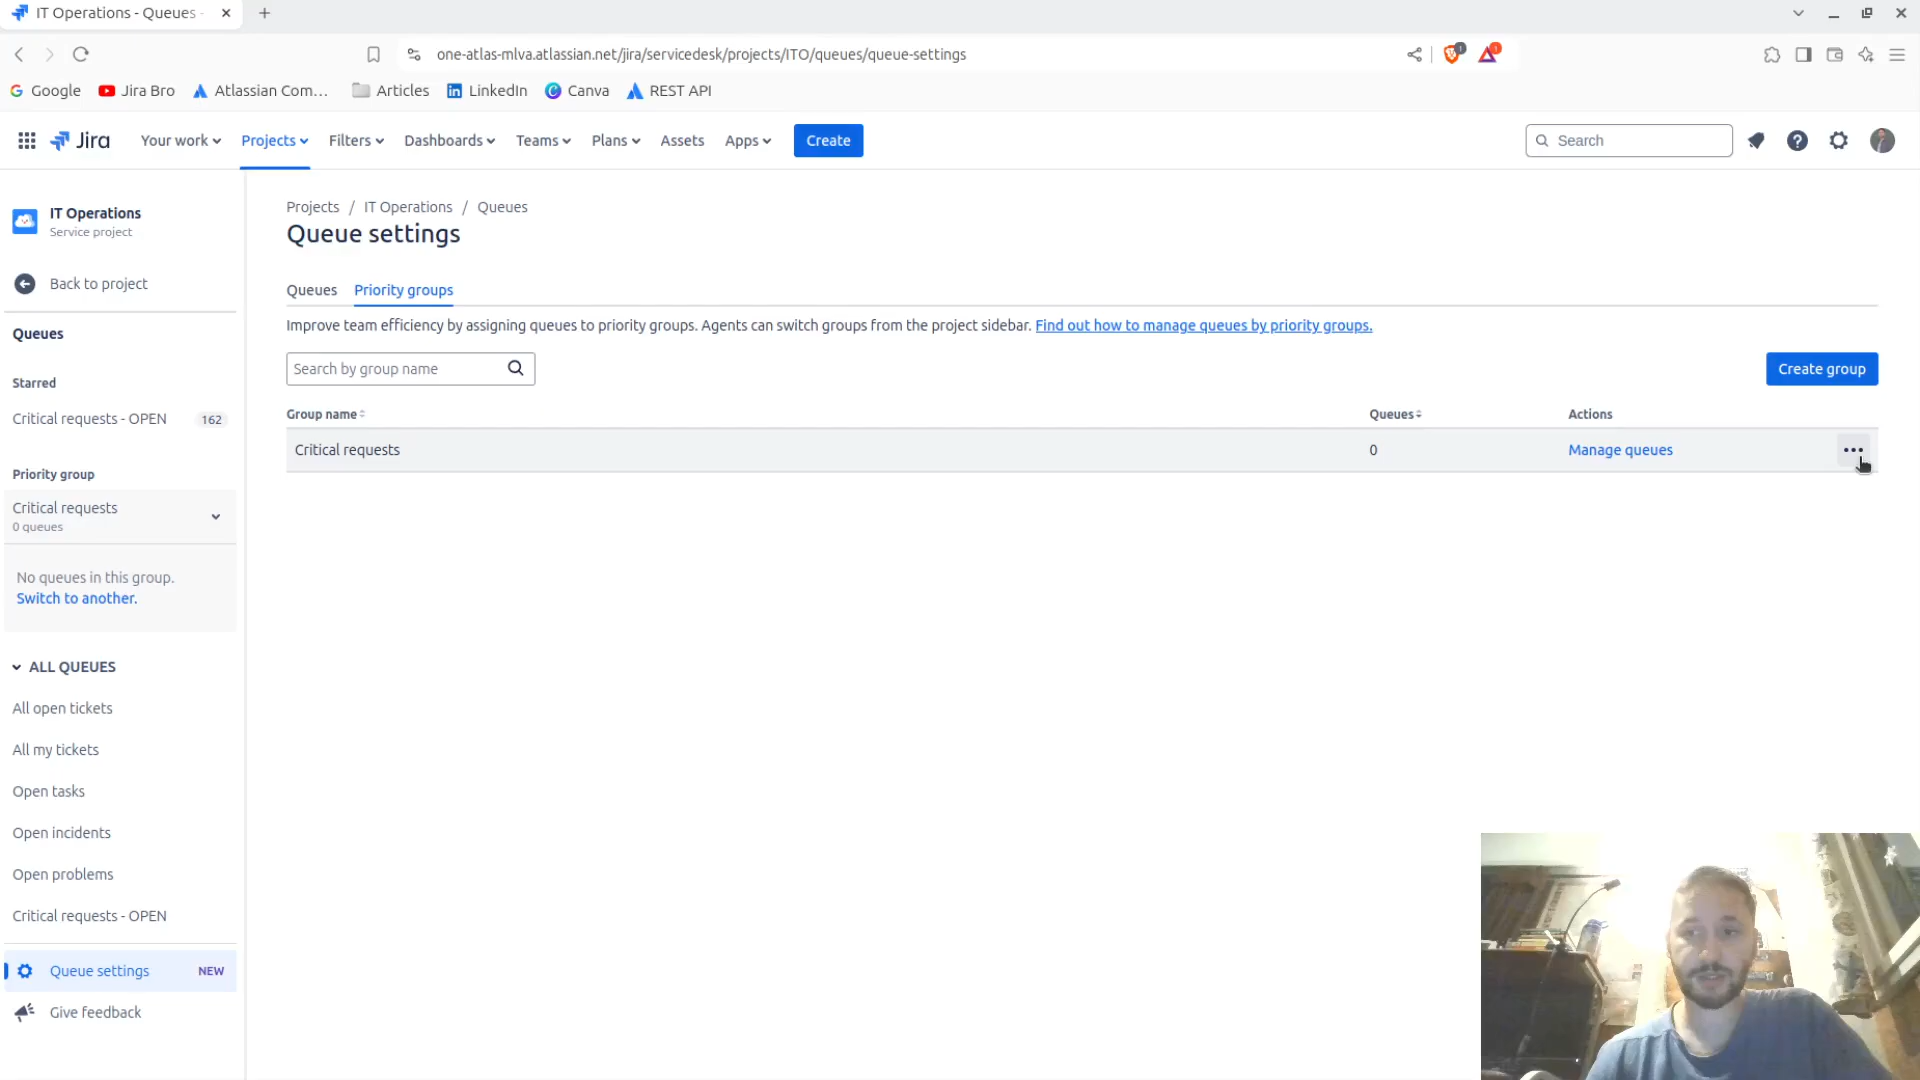 IT Operations - Queues -
one-atlas-mlva.atlassian.net/jira/servicedesk/projects/ITO/queues/queue-settings
1
1
Google
Jira Bro
Atlassian Com...
Articles
LinkedIn
Canva
REST API
Jira
Your work
Projects
Filters
Dashboards
Teams
Plans
Assets
Apps
Create
Search
IT Operations
Service project
Back to project
Queues
Starred
Critical requests - OPEN 162
Priority group
Critical requests
0 queues
No queues in this group.
Switch to another.
ALL QUEUES
All open tickets
All my tickets
Open tasks
Open incidents
Open problems
Critical requests - OPEN
Queue settings NEW
Give feedback
Projects / IT Operations / Queues
Queue settings
Queues Priority groups
Improve team efficiency by assigning queues to priority groups. Agents can switch groups from the project sidebar. Find out how to manage queues by priority groups.
Search by group name
Create group
Group name Queues Actions
Critical requests 0 Manage queues